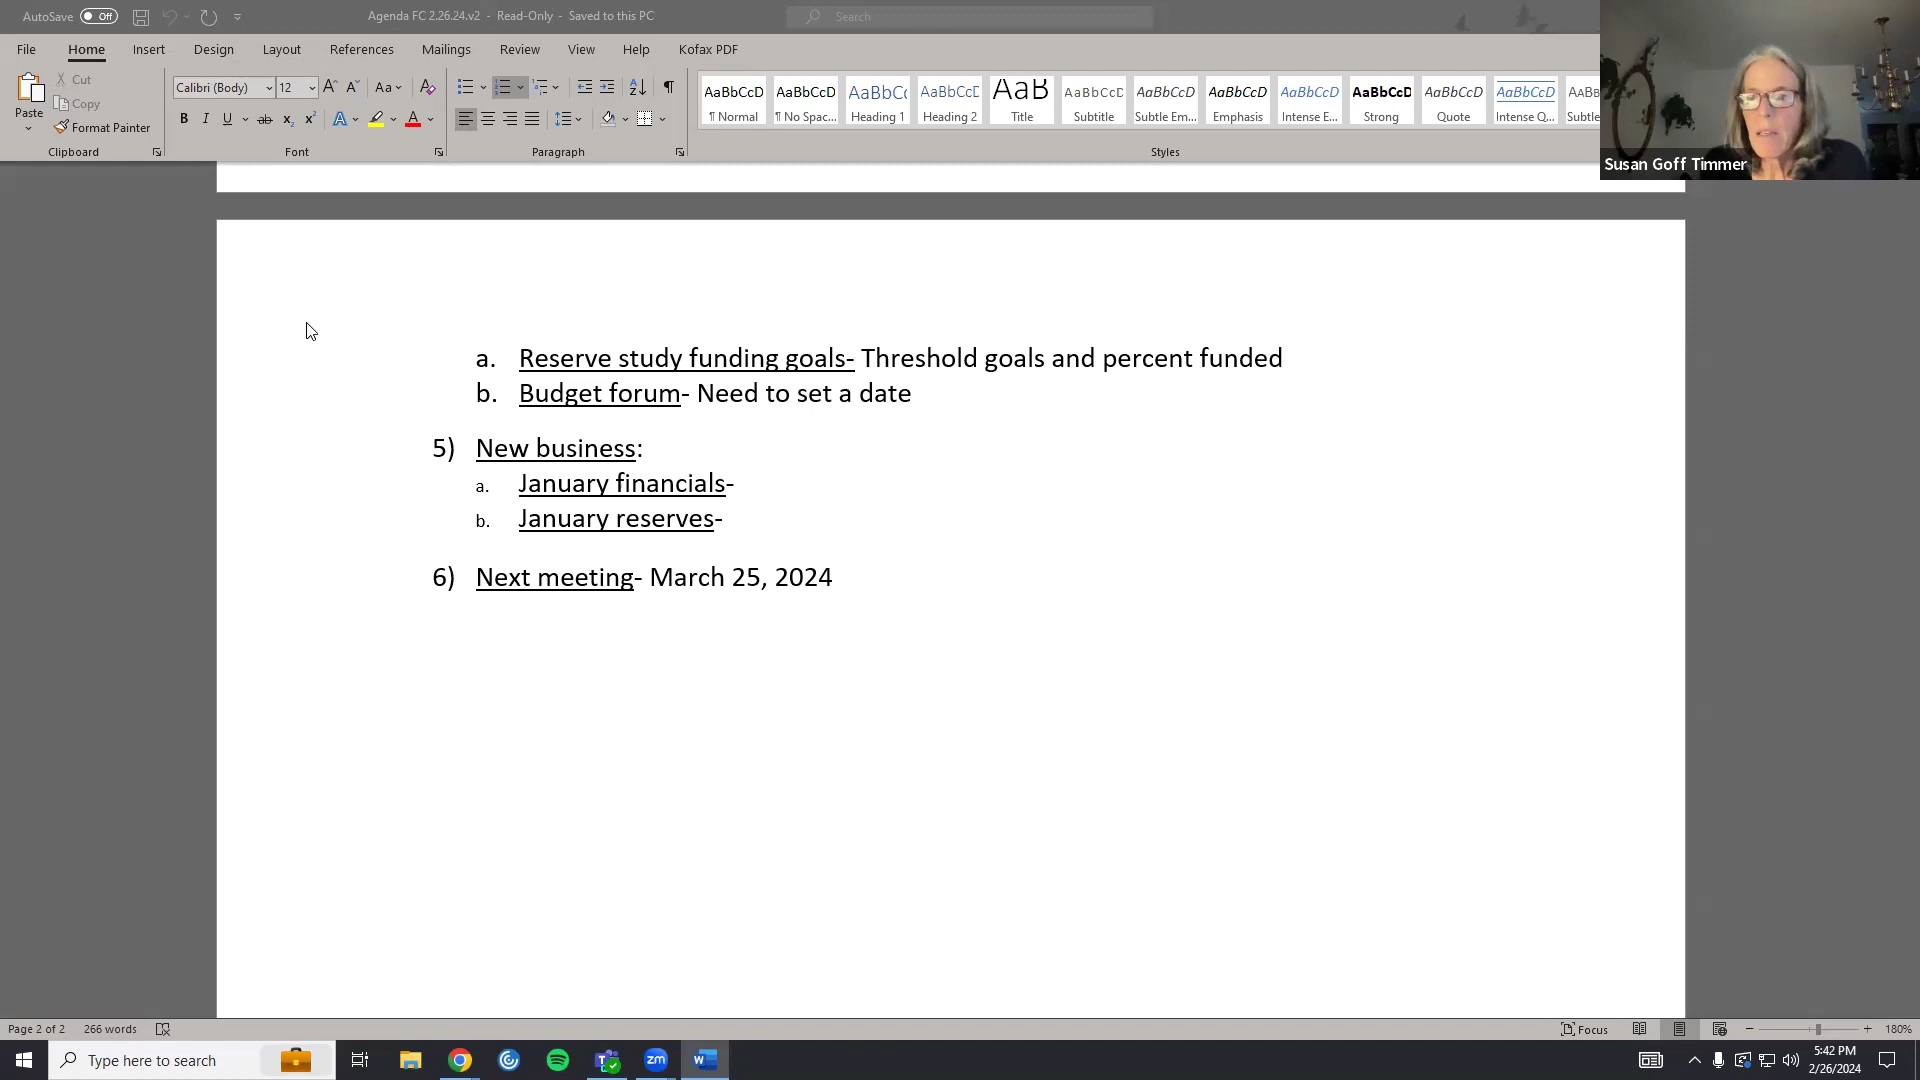 AutoSave Off Agenda FC 2.26.24.v2 - Read-Only - Saved to this PC Search
File Home Insert Design Layout References Mailings Review View Help Kofax PDF
Cut
Copy
Format Painter
Paste
Calibri (Body) 12
AaBbCcD AaBbCcD AaBbCc AaBbCcD AaB AaBbCcD AaBbCcD AaBbCcD AaBbCcD AaBbCcD AaBbCcD AaBbCcD AaBb
¶ Normal ¶ No Spac... Heading 1 Heading 2 Title Subtitle Subtle Em... Emphasis Intense E... Strong Quote Intense Q... Subtle
Clipboard Font Paragraph Styles
Susan Goff Timmer
a. Reserve study funding goals- Threshold goals and percent funded
b. Budget forum- Need to set a date
5) New business:
a. January financials-
b. January reserves-
6) Next meeting- March 25, 2024
Page 2 of 2 266 words Focus 180%
Type here to search
5:42 PM
2/26/2024